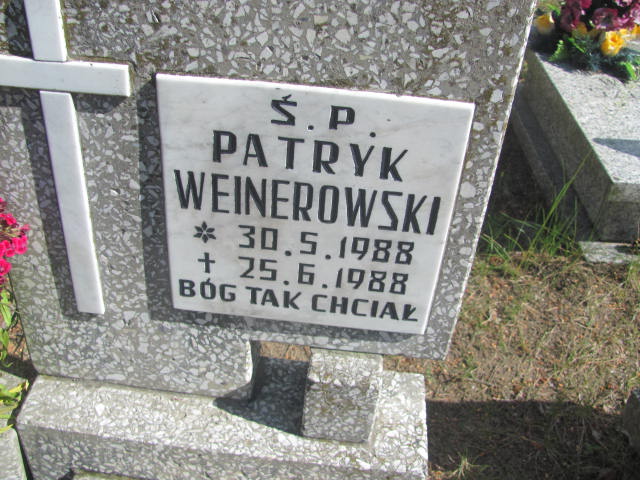 Ś.P.
PATRYK
WEINEROWSKI
* 30.5.1988
† 25.6.1988
BÓG TAK CHCIAŁ